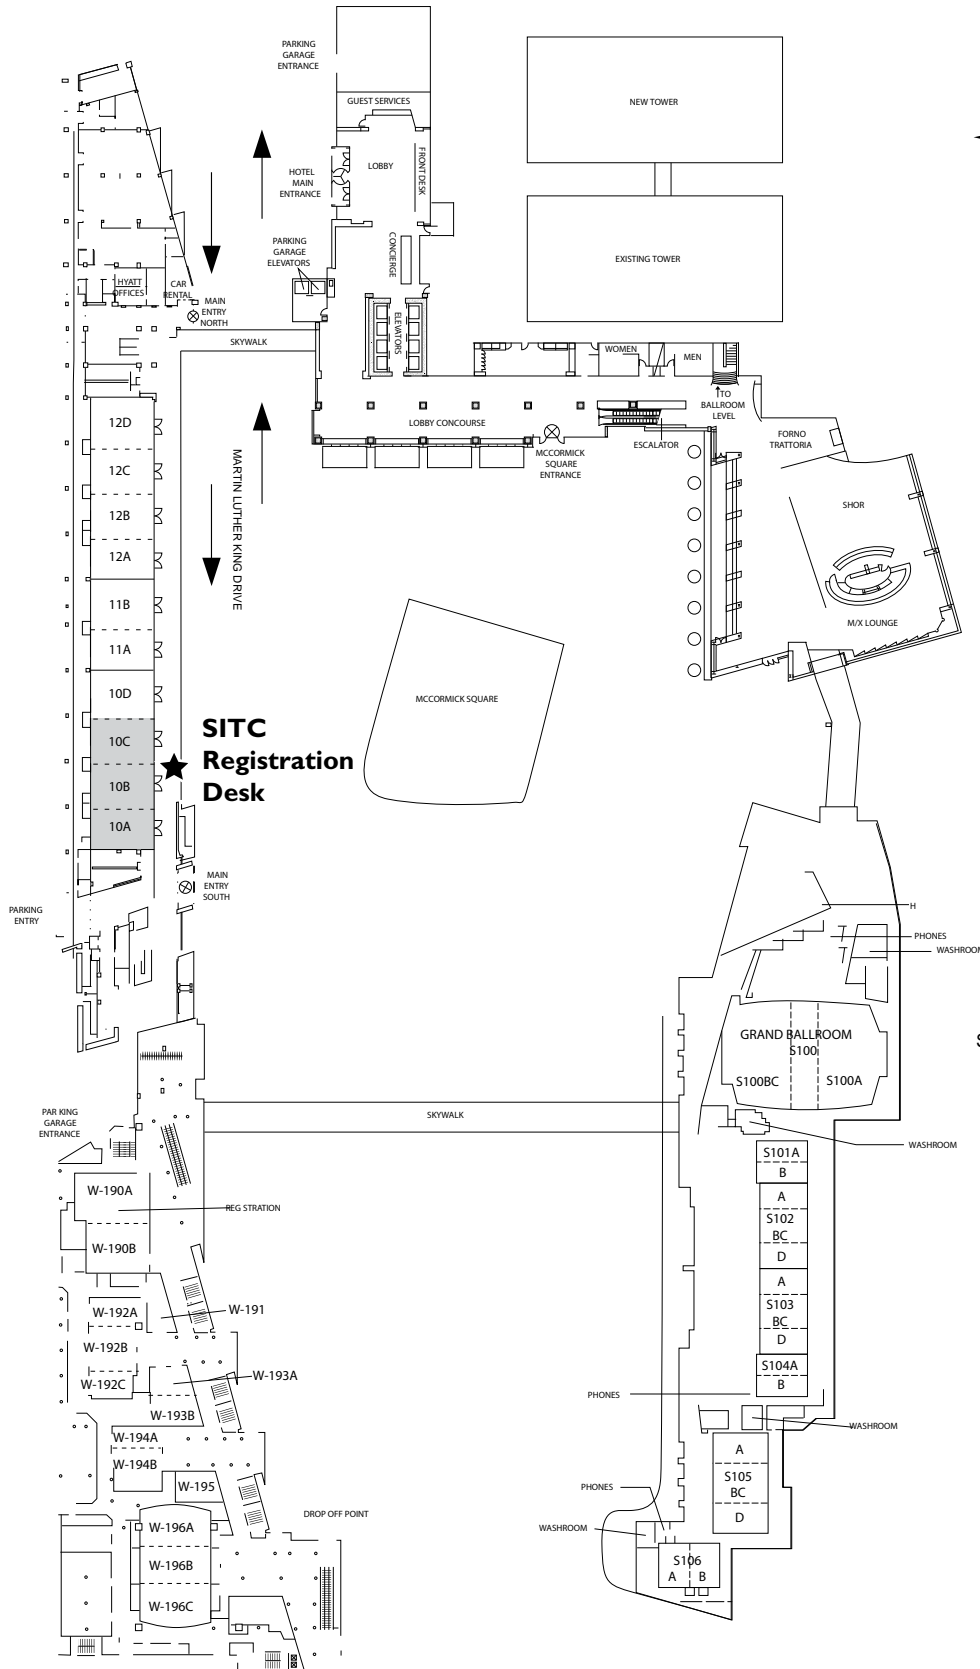 PARKING
GARAGE
ENTRANCE
GUEST SERVICES
NEW TOWER
LOBBY
FRONT DESK
HOTEL
MAIN
ENTRANCE
CONCIERGE
PARKING
GARAGE
ELEVATORS
EXISTING TOWER
HYATT
OFFICES
CAR
RENTAL
MAIN
ENTRY
NORTH
ELEVATORS
SKYWALK
WOMEN
MEN
TO
BALLROOM
LEVEL
LOBBY CONCOURSE
ESCALATOR
MCCORMICK
SQUARE
ENTRANCE
FORNO
TRATTORIA
SHOR
M/X LOUNGE
MARTIN LUTHER KING DRIVE
12D
12C
12B
12A
11B
11A
10D
10C
10B
10A
SITC
Registration
Desk
MCCORMICK SQUARE
MAIN
ENTRY
SOUTH
PARKING
ENTRY
H
PHONES
WASHROOM
GRAND BALLROOM
S100
S100BC
S100A
S
PAR KING
GARAGE
ENTRANCE
SKYWALK
WASHROOM
S101A
B
A
S102
BC
D
A
S103
BC
D
S104A
B
PHONES
WASHROOM
A
S105
BC
D
PHONES
WASHROOM
S106
A
B
W-190A
REG STRATION
W-190B
W-191
W-192A
W-192B
W-192C
W-193A
W-193B
W-194A
W-194B
W-195
DROP OFF POINT
W-196A
W-196B
W-196C